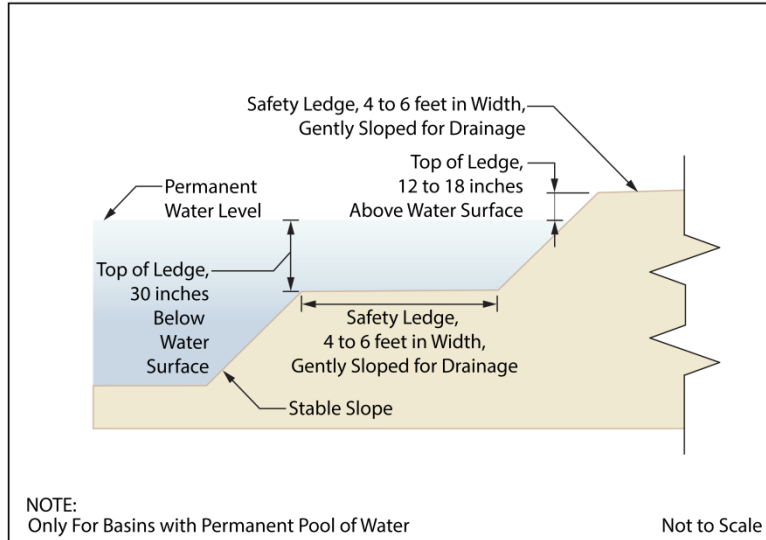 Safety Ledge, 4 to 6 feet in Width,
Gently Sloped for Drainage
Top of Ledge,
12 to 18 inches
Above Water Surface
Permanent
Water Level
Top of Ledge,
30 inches
Below
Water
Surface
Safety Ledge,
4 to 6 feet in Width,
Gently Sloped for Drainage
Stable Slope
NOTE:
Only For Basins with Permanent Pool of Water
Not to Scale